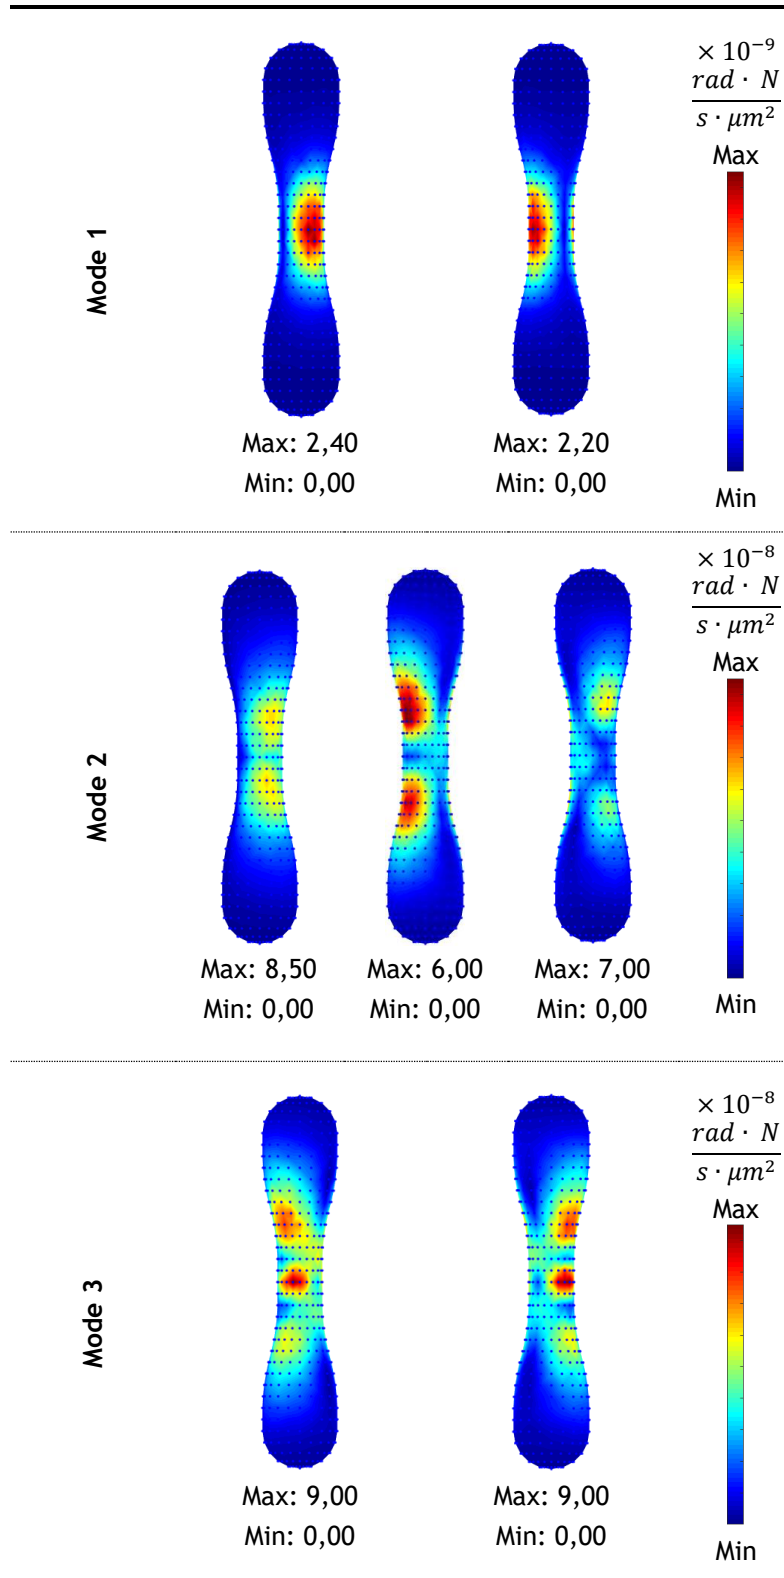 Mode 1
Max: 2,40
Min: 0,00
Max: 2,20
Min: 0,00
× 10⁻⁹
rad · N
s · μm²
Max
Min
Mode 2
Max: 8,50
Min: 0,00
Max: 6,00
Min: 0,00
Max: 7,00
Min: 0,00
× 10⁻⁸
rad · N
s · μm²
Max
Min
Mode 3
Max: 9,00
Min: 0,00
Max: 9,00
Min: 0,00
× 10⁻⁸
rad · N
s · μm²
Max
Min